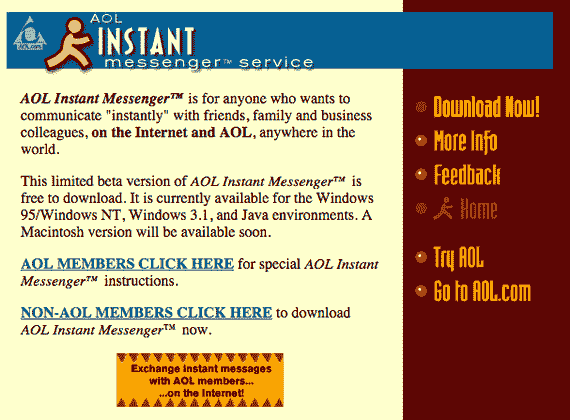 AOL
INSTANT
messenger™ service
AOL Instant Messenger™ is for anyone who wants to
communicate "instantly" with friends, family and business
colleagues, on the Internet and AOL, anywhere in the
world.
This limited beta version of AOL Instant Messenger™ is
free to download. It is currently available for the Windows
95/Windows NT, Windows 3.1, and Java environments. A
Macintosh version will be available soon.
AOL MEMBERS CLICK HERE for special AOL Instant
Messenger™ instructions.
NON-AOL MEMBERS CLICK HERE to download
AOL Instant Messenger™ now.
Exchange instant messages
with AOL members...
...on the Internet!
Download Now!
More Info
Feedback
Home
Try AOL
Go to AOL.com